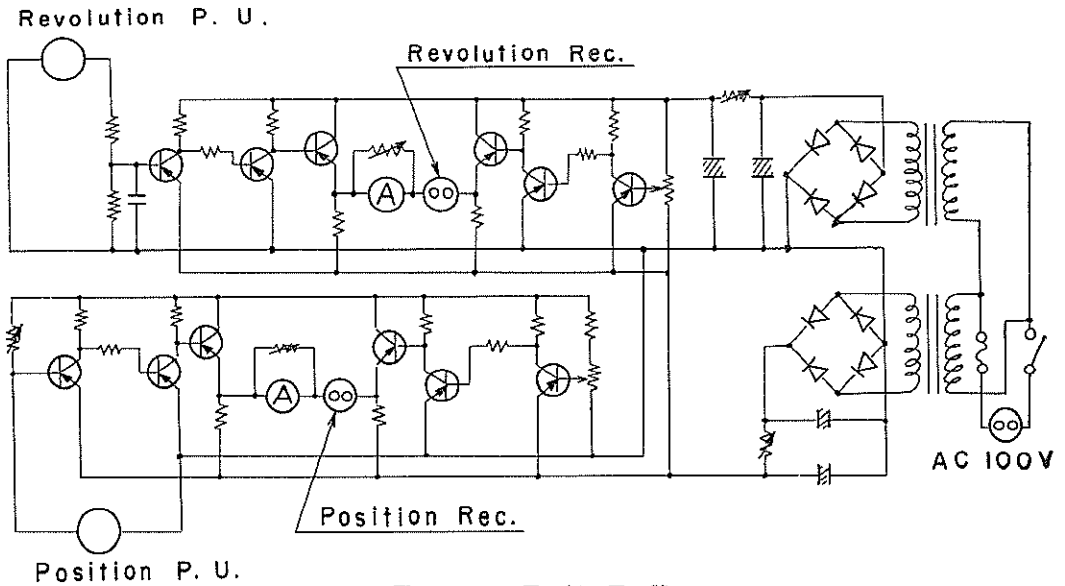 Revolution P. U.
Revolution Rec.
A
A
AC 100V
Position Rec.
Position P. U.